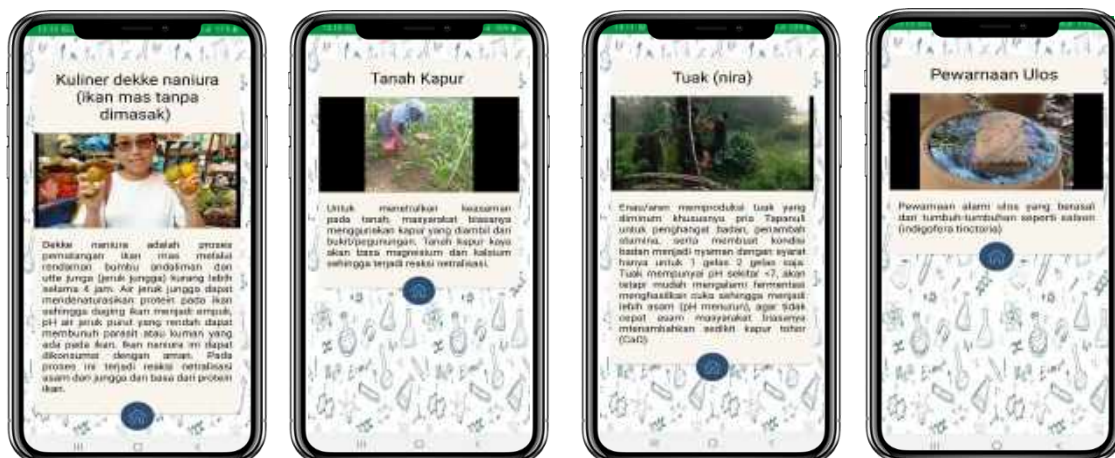 Kuliner dekke naniura
(ikan mas tanpa
dimasak)
Dekke naniura adalah proses
pematangan ikan mas melalui
rendaman bumbu andaliman dan
utte jungga (jeruk jungga) kurang lebih
selama 4 jam. Air jeruk jungga dapat
mendenaturasikan protein pada ikan
sehingga daging ikan menjadi empuk,
pH air jeruk purut yang rendah dapat
membunuh parasit atau kuman yang
ada pada ikan. Ikan naniura ini dapat
dikonsumsi dengan aman. Pada
proses ini terjadi reaksi netralisasi
asam dari jungga dan basa dari protein
ikan.
Tanah Kapur
Untuk menetralkan keasaman
pada tanah, masyarakat biasanya
menggunakan kapur yang diambil dari
bukit/pegunungan. Tanah kapur kaya
akan basa magnesium dan kalsium
sehingga terjadi reaksi netralisasi.
Tuak (nira)
Enau/aren memproduksi tuak yang
diminum khususnya pria Tapanuli
untuk penghangat badan, penambah
stamina, serta membuat kondisi
badan menjadi nyaman dengan syarat
hanya untuk 1 gelas 2 gelas saja.
Tuak mempunyai pH sekitar <7, akan
tetapi mudah mengalami fermentasi
menghasilkan cuka sehingga menjadi
lebih asam (pH menurun), agar tidak
cepat asam masyarakat biasanya
menambahkan sedikit kapur tohor
(CaO)
Pewarnaan Ulos
Pewarnaan alami ulos yang berasal
dari tumbuh-tumbuhan seperti
(indigofera tinctoria)